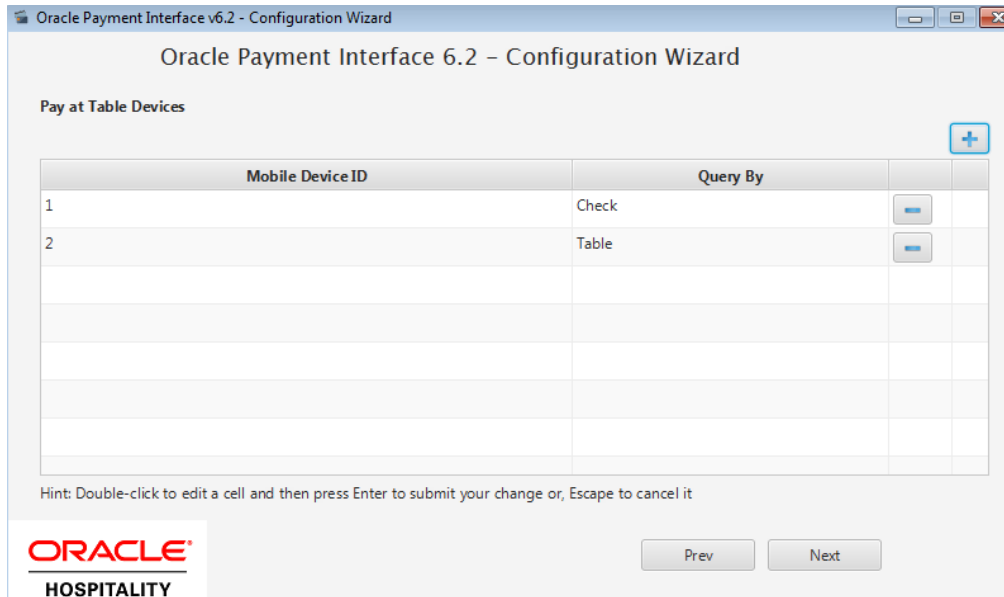 Oracle Payment Interface v6.2 - Configuration Wizard
Oracle Payment Interface 6.2 – Configuration Wizard
Pay at Table Devices
Mobile Device ID Query By
1 Check
2 Table
Hint: Double-click to edit a cell and then press Enter to submit your change or, Escape to cancel it
ORACLE®
HOSPITALITY
Prev Next